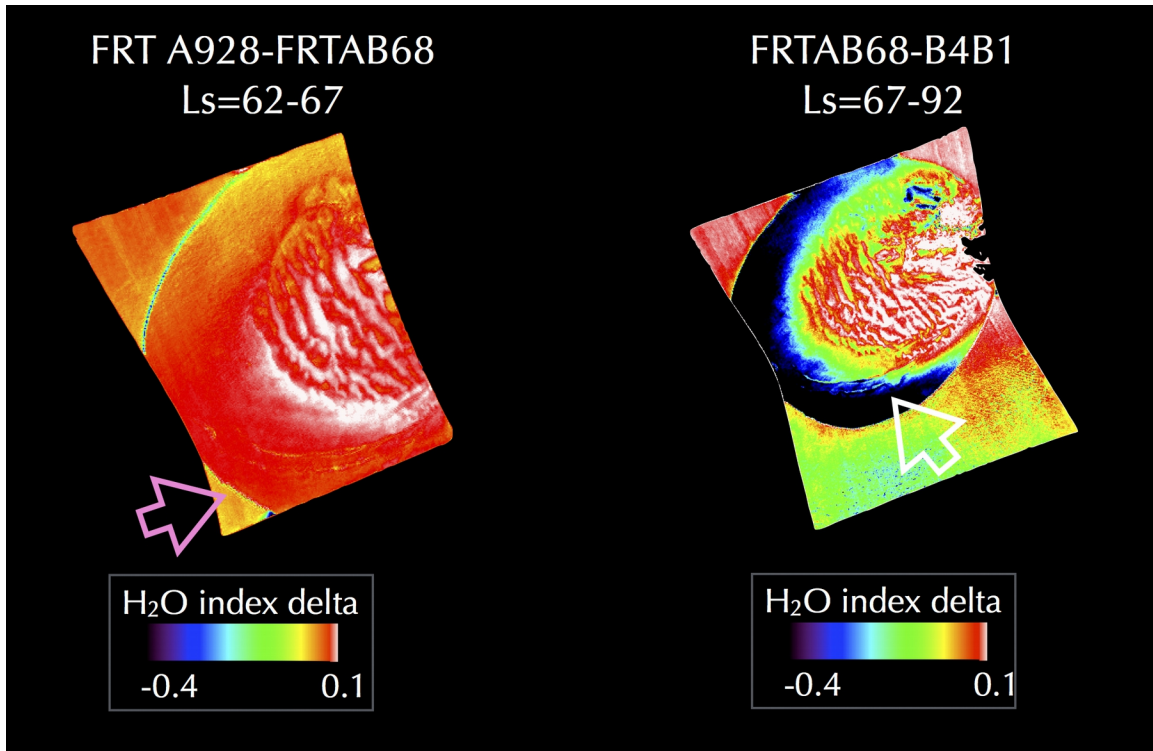 FRT A928-FRTAB68
Ls=62-67
FRTAB68-B4B1
Ls=67-92
H₂O index delta
-0.4 0.1
H₂O index delta
-0.4 0.1